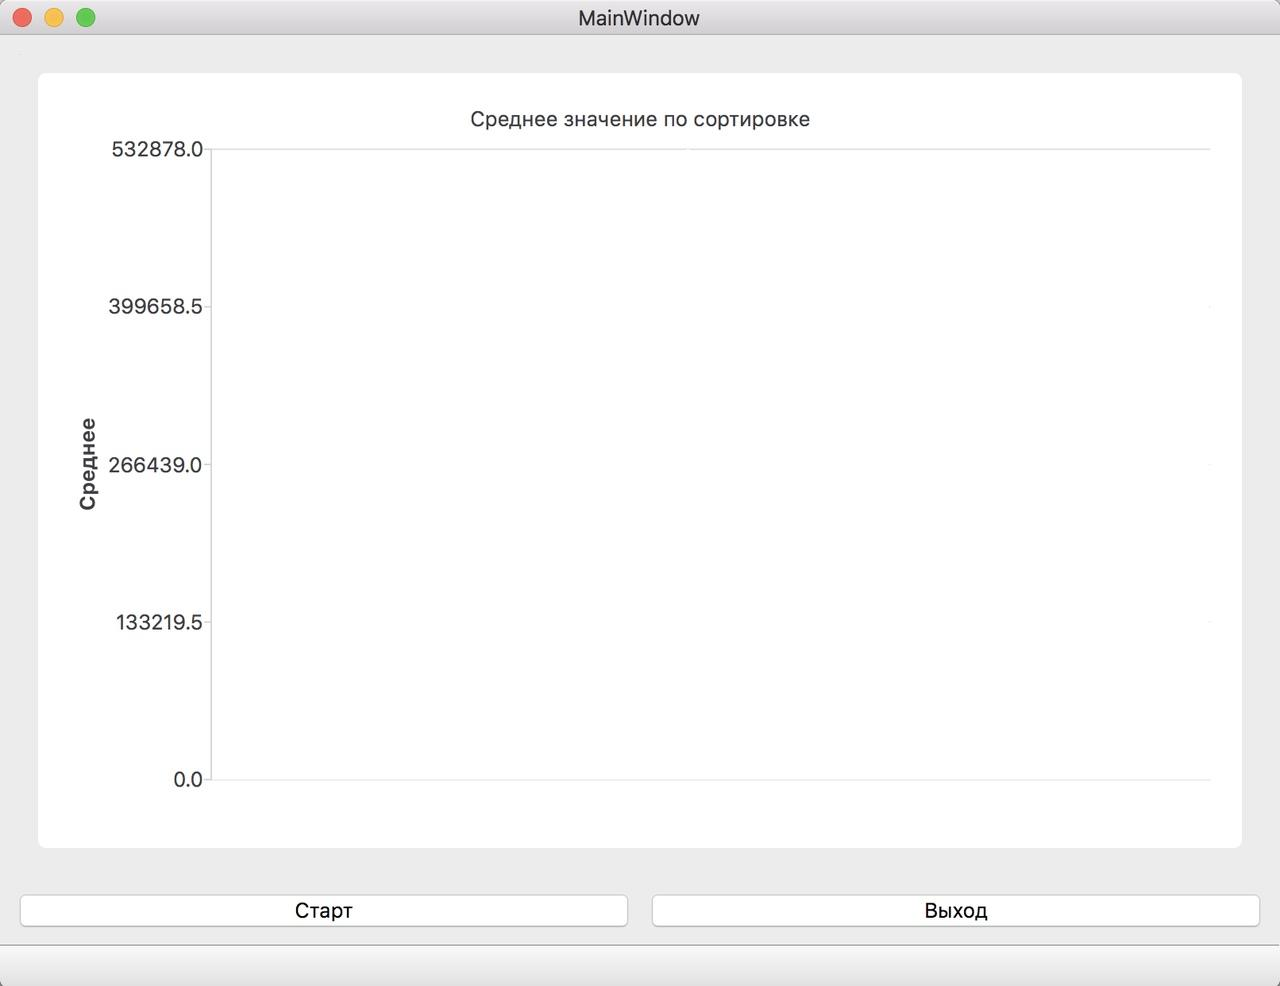 MainWindow
Среднее значение по сортировке
532878.0
399658.5
Среднее
266439.0
133219.5
0.0
Старт
Выход